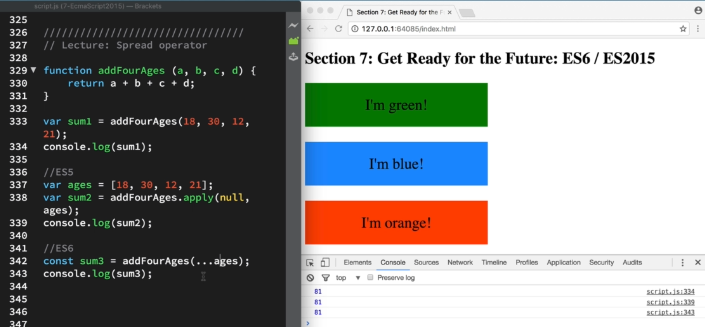 script.js (7-EcmaScript2015) — Brackets
325
326 ////////////////////////////////////
327 // Lecture: Spread operator
328
329 ▼ function addFourAges (a, b, c, d) {
330 return a + b + c + d;
331 }
332
333 var sum1 = addFourAges(18, 30, 12,
21);
334 console.log(sum1);
335
336 //ES5
337 var ages = [18, 30, 12, 21];
338 var sum2 = addFourAges.apply(null,
ages);
339 console.log(sum2);
340
341 //ES6
342 const sum3 = addFourAges(...ages);
343 console.log(sum3);
344
345
346
347
Section 7: Get Ready for the Fu
127.0.0.1:64085/index.html
Section 7: Get Ready for the Future: ES6 / ES2015
I'm green!
I'm blue!
I'm orange!
Elements Console Sources Network Timeline Profiles Application Security Audits
top ▼ Preserve log
81 script.js:334
81 script.js:339
81 script.js:343